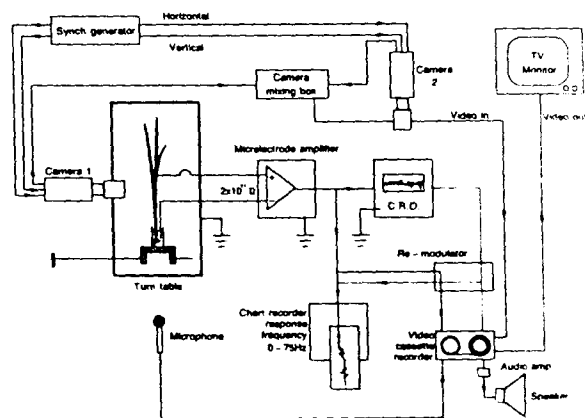 Horizontal
Synch generator
Vertical
TV
Monitor
Camera
2
Camera
mixing box
Video in
Video out
Camera 1
Microelectrode amplifier
C.R.O.
Turn table
Re-modulator
Chart recorder
response
frequency
0 - 75Hz
Microphone
Video
cassette
recorder
Audio amp
Speaker